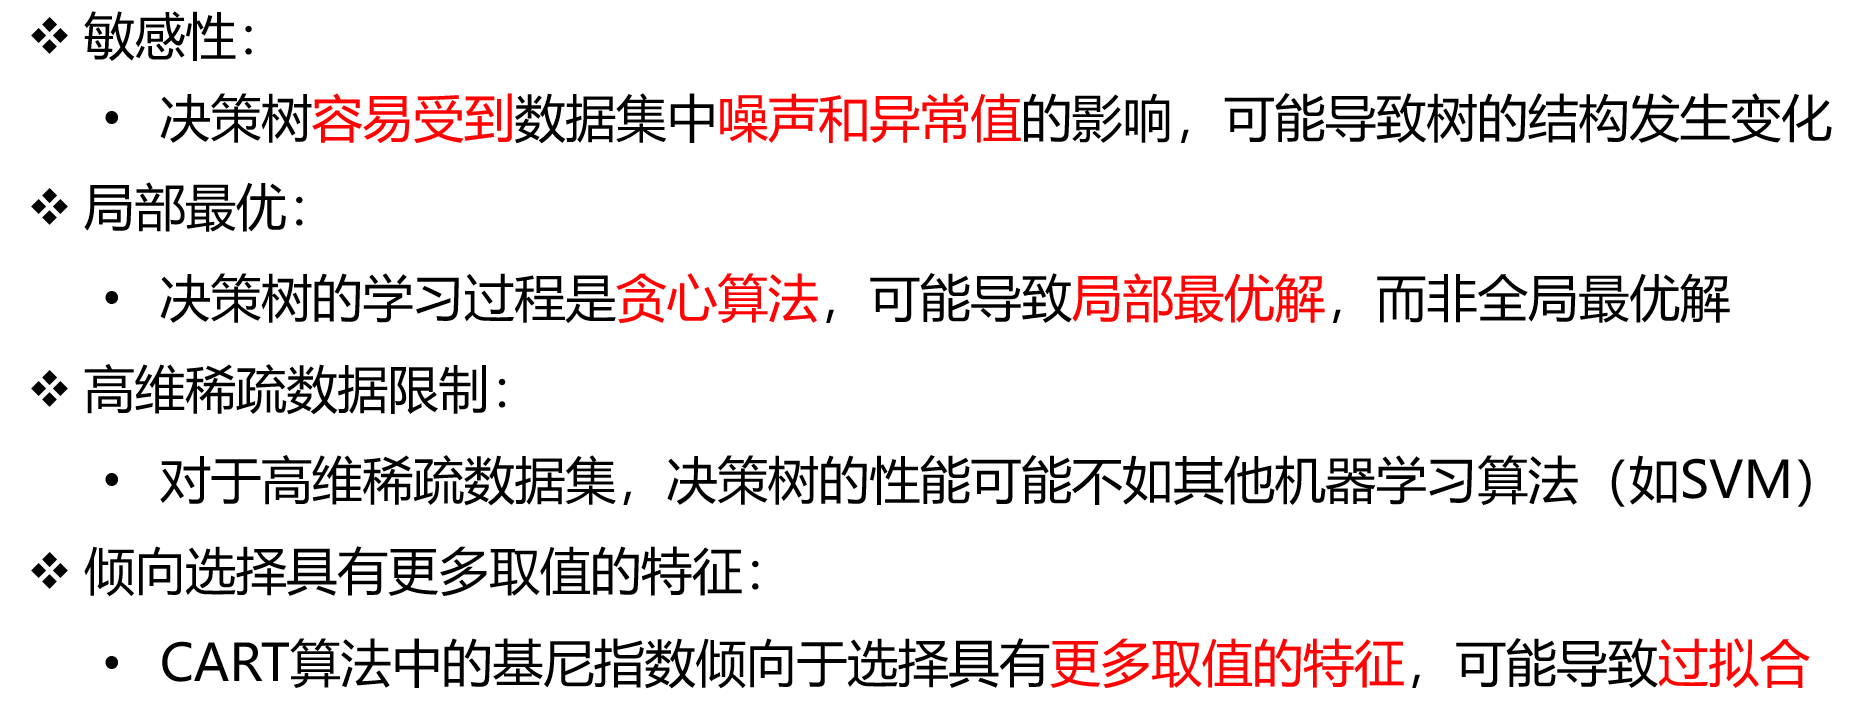 ❖ 敏感性：
• 决策树容易受到数据集中噪声和异常值的影响，可能导致树的结构发生变化
❖ 局部最优：
• 决策树的学习过程是贪心算法，可能导致局部最优解，而非全局最优解
❖ 高维稀疏数据限制：
• 对于高维稀疏数据集，决策树的性能可能不如其他机器学习算法（如SVM）
❖ 倾向选择具有更多取值的特征：
• CART算法中的基尼指数倾向于选择具有更多取值的特征，可能导致过拟合